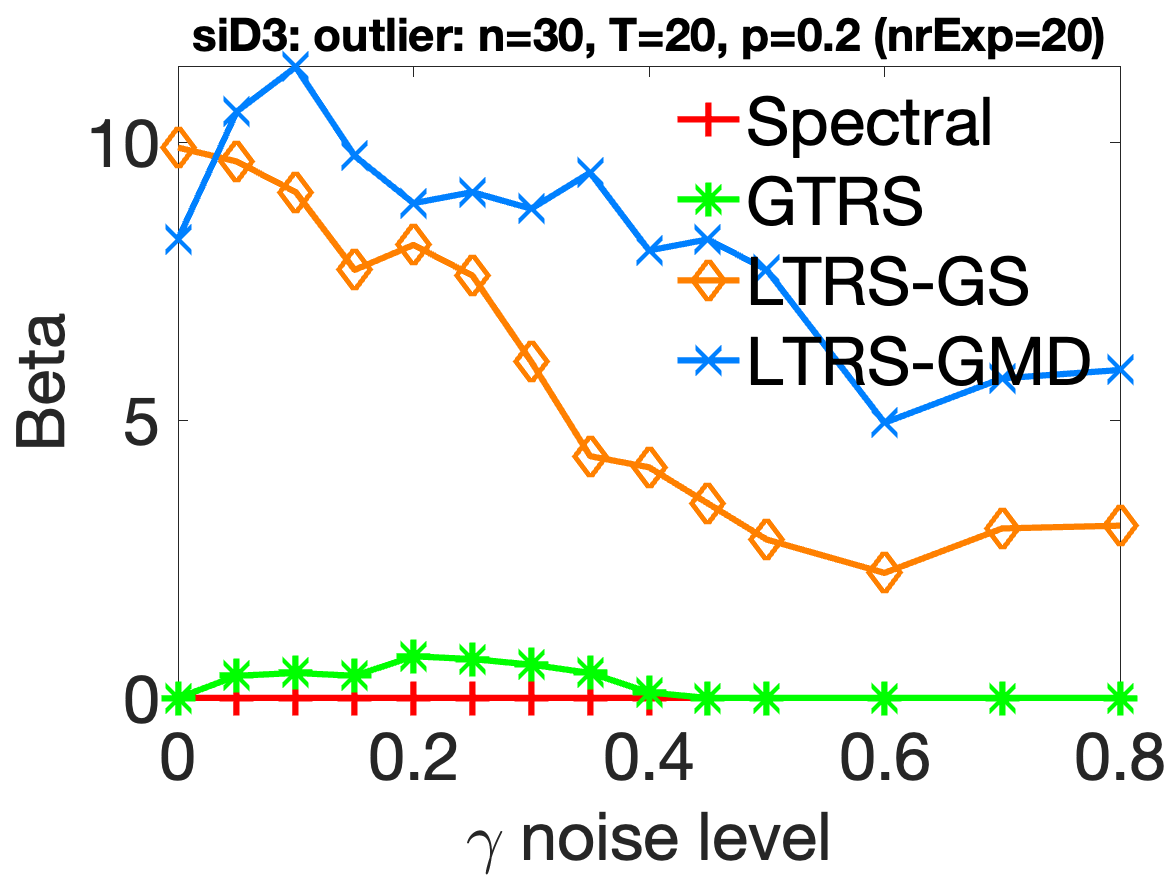 siD3: outlier: n=30, T=20, p=0.2 (nrExp=20)
Spectral
GTRS
LTRS-GS
LTRS-GMD
Beta
10
5
0
0 0.2 0.4 0.6 0.8
γ noise level